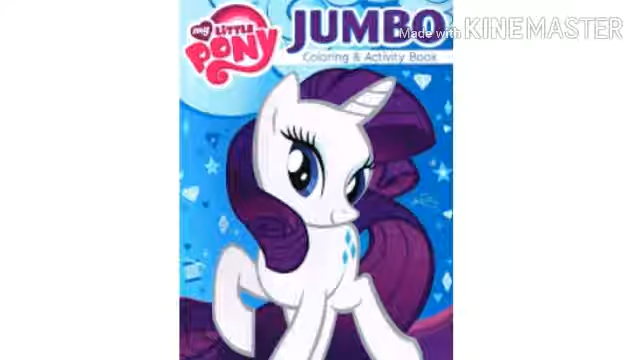 my LITTLE PONY
JUMBO
Coloring & Activity Book
Made with KINEMASTER